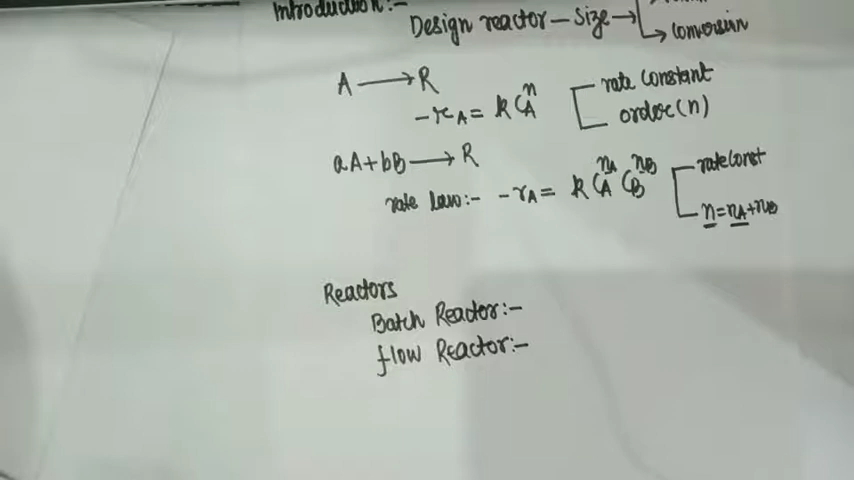 Introduction:-
Design reactor – Size → conversion
A → R
-rA = k CA^n rate constant
order (n)
aA + bB → R
rate law:- -rA = k CA^nA CB^nB rate const
n = nA + nB
Reactors
Batch Reactor:-
flow Reactor:-